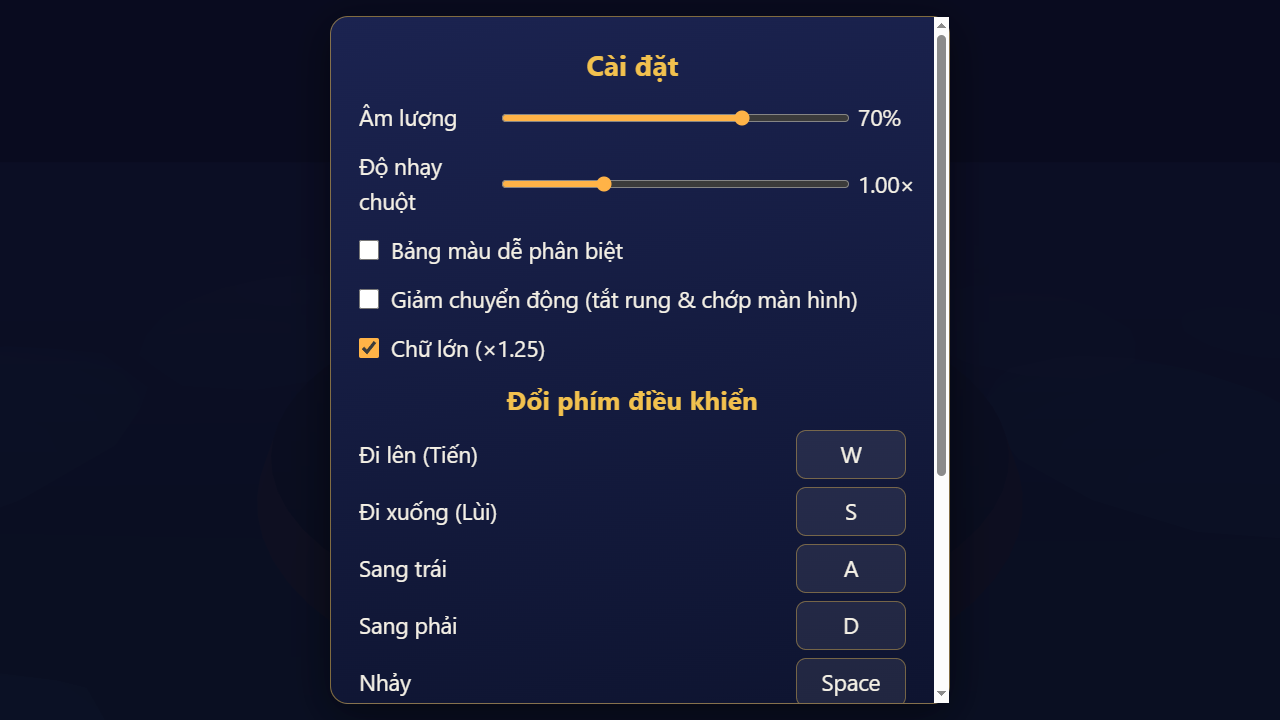 Cài đặt
Âm lượng 70%
Độ nhạy
chuột 1.00×
Bảng màu dễ phân biệt
Giảm chuyển động (tắt rung & chớp màn hình)
Chữ lớn (×1.25)
Đổi phím điều khiển
Đi lên (Tiến) W
Đi xuống (Lùi) S
Sang trái A
Sang phải D
Nhảy Space